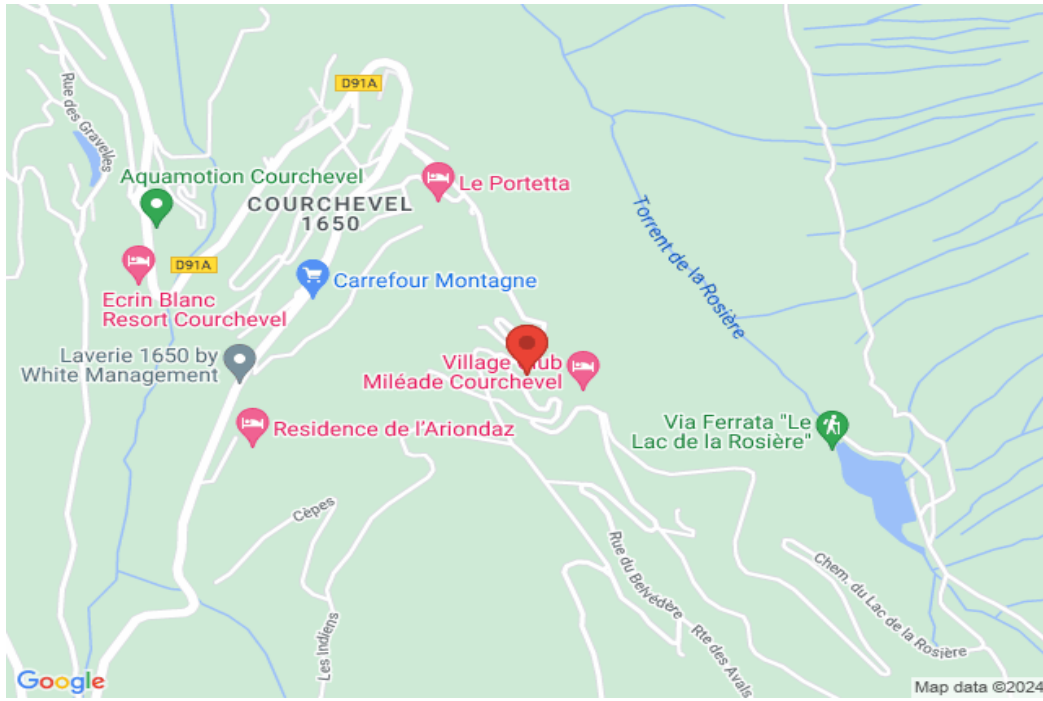 D91A
Rue des Gravelles
Aquamotion Courchevel
Le Portetta
COURCHEVEL
1650
Torrent de la Rosière
D91A
Carrefour Montagne
Ecrin Blanc
Resort Courchevel
Laverie 1650 by
White Management
Village Club
Miléade Courchevel
Via Ferrata "Le
Lac de la Rosière"
Residence de l'Ariondaz
Cèpes
Rue du Belvédère
Chem. du Lac de la Rosière
Les Indiens
Rte des Avals
Google
Map data ©2024